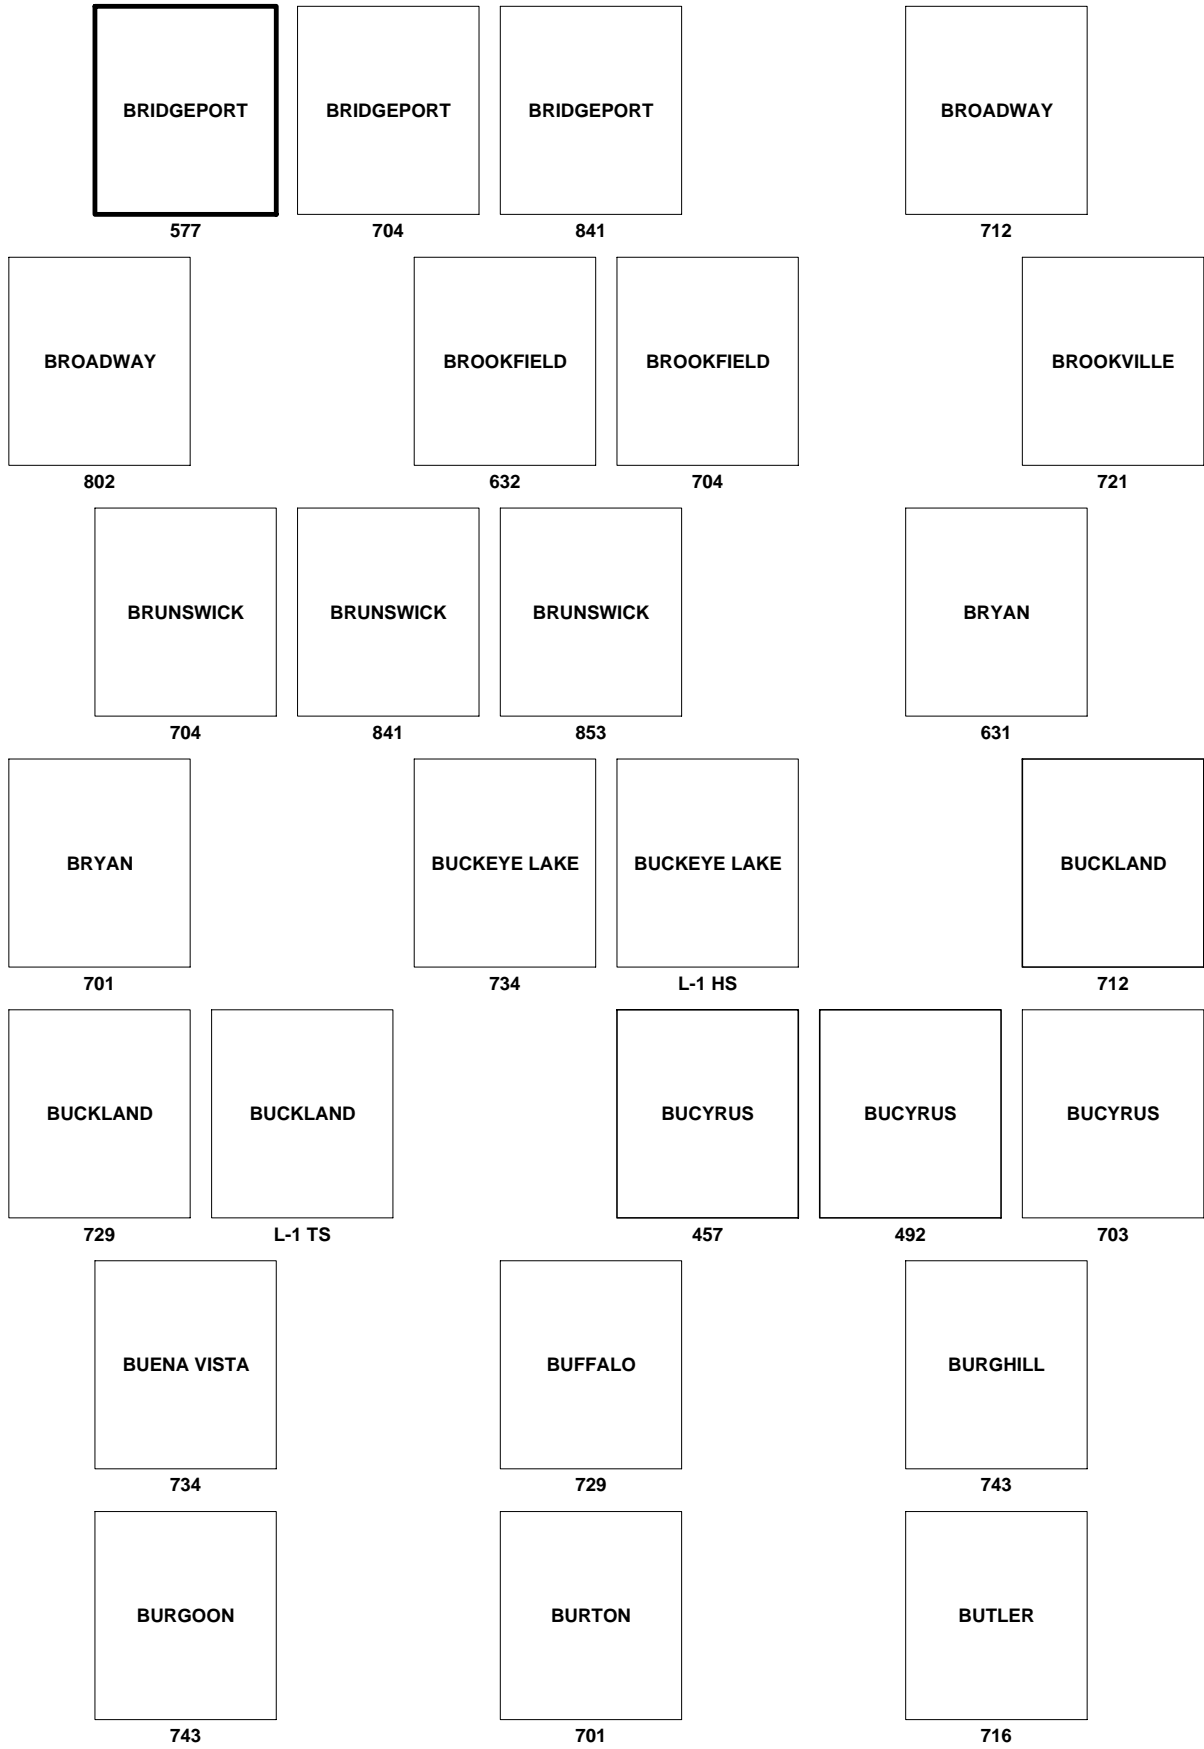 BRIDGEPORT BRIDGEPORT BRIDGEPORT BROADWAY
577 704 841 712
BROADWAY BROOKFIELD BROOKFIELD BROOKVILLE
802 632 704 721
BRUNSWICK BRUNSWICK BRUNSWICK BRYAN
704 841 853 631
BRYAN BUCKEYE LAKE BUCKEYE LAKE BUCKLAND
701 734 L-1 HS 712
BUCKLAND BUCKLAND BUCYRUS BUCYRUS BUCYRUS
729 L-1 TS 457 492 703
BUENA VISTA BUFFALO BURGHILL
734 729 743
BURGOON BURTON BUTLER
743 701 716